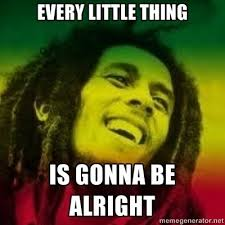 EVERY LITTLE THING
IS GONNA BE
ALRIGHT
memegenerator.net